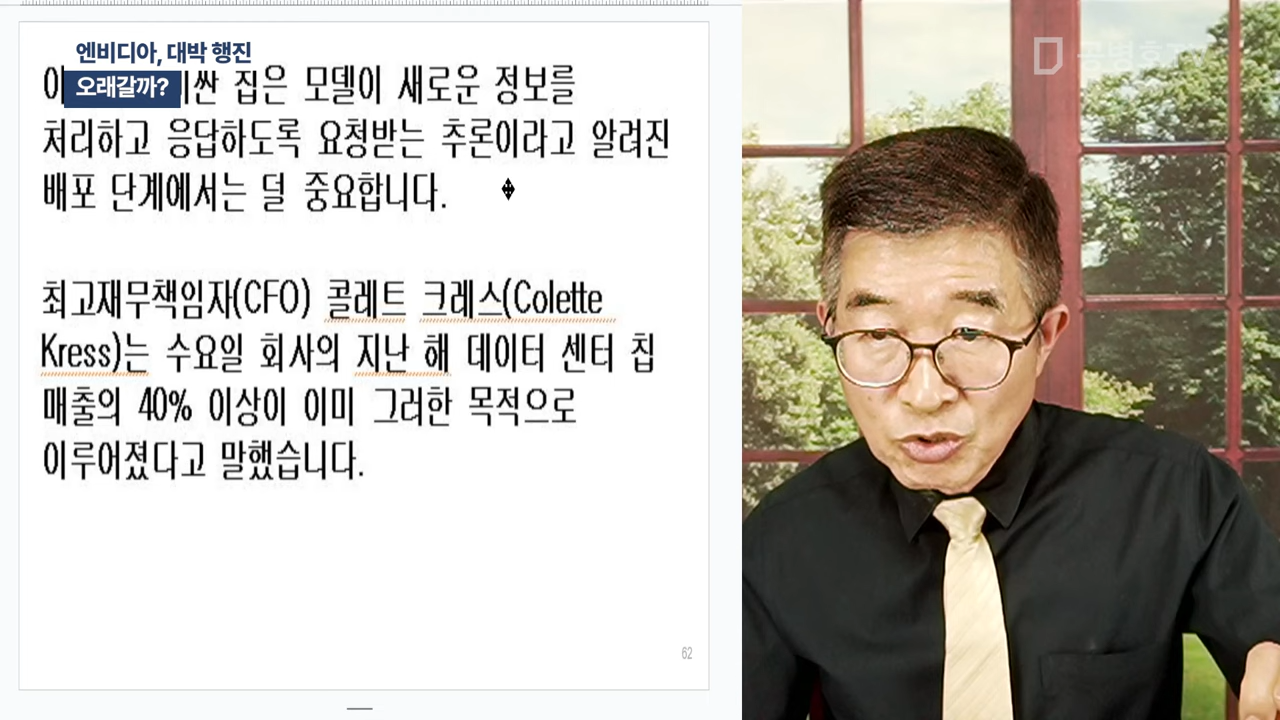 엔비디아, 대박 행진
오래갈까?
싼 집은 모델이 새로운 정보를
처리하고 응답하도록 요청받는 추론이라고 알려진
배포 단계에서는 덜 중요합니다.
최고재무책임자(CFO) 콜레트 크레스(Colette
Kress)는 수요일 회사의 지난 해 데이터 센터 칩
매출의 40% 이상이 이미 그러한 목적으로
이루어졌다고 말했습니다.
62
공병호